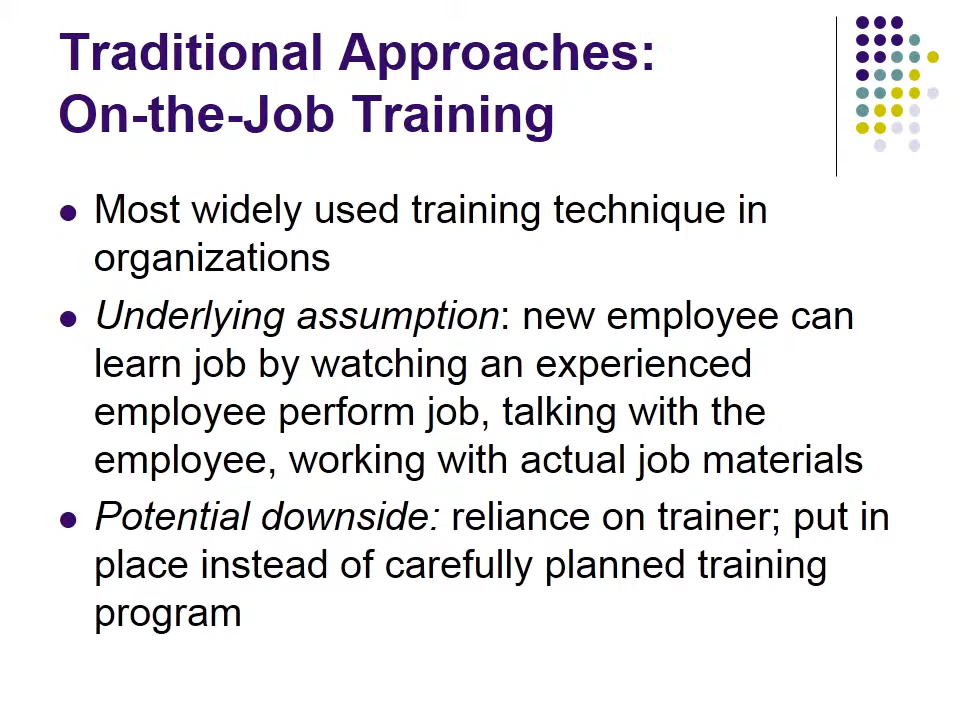 Traditional Approaches:
On-the-Job Training
Most widely used training technique in
organizations
Underlying assumption: new employee can
learn job by watching an experienced
employee perform job, talking with the
employee, working with actual job materials
Potential downside: reliance on trainer; put in
place instead of carefully planned training
program